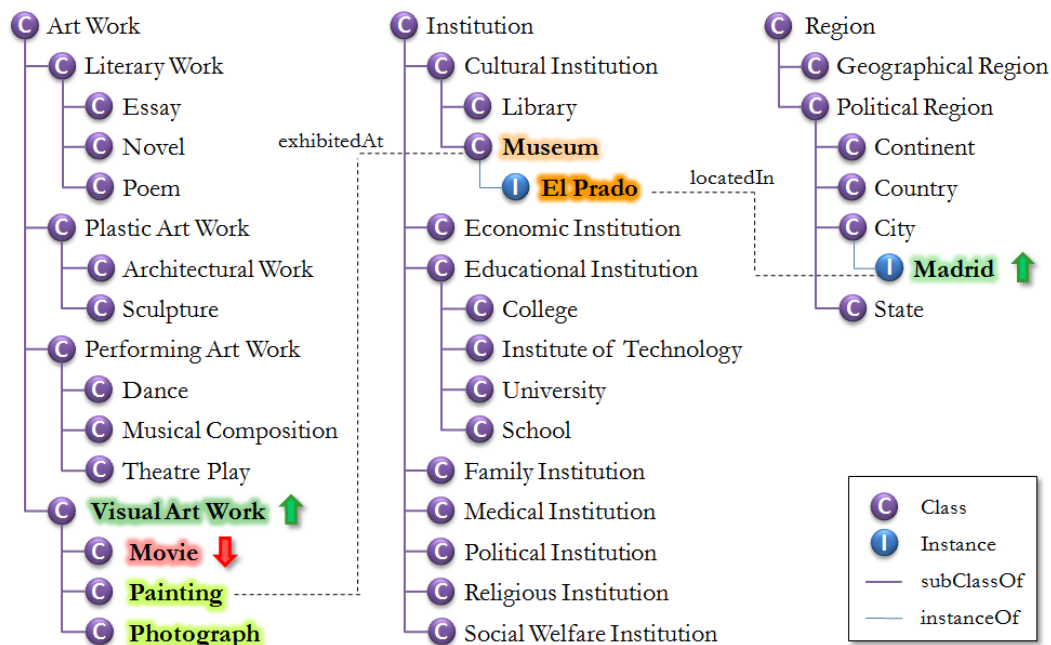 Art Work
Literary Work
Essay
Novel
Poem
Plastic Art Work
Architectural Work
Sculpture
Performing Art Work
Dance
Musical Composition
Theatre Play
Visual Art Work
Movie
Painting
Photograph
exhibitedAt
Institution
Cultural Institution
Library
Museum
El Prado
Economic Institution
Educational Institution
College
Institute of Technology
University
School
Family Institution
Medical Institution
Political Institution
Religious Institution
Social Welfare Institution
locatedIn
Region
Geographical Region
Political Region
Continent
Country
City
Madrid
State
C Class
I Instance
subClassOf
instanceOf